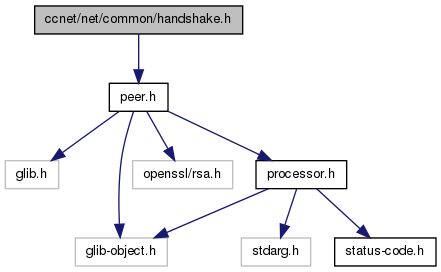 ccnet/net/common/handshake.h
peer.h
glib.h
openssl/rsa.h
processor.h
glib-object.h
stdarg.h
status-code.h